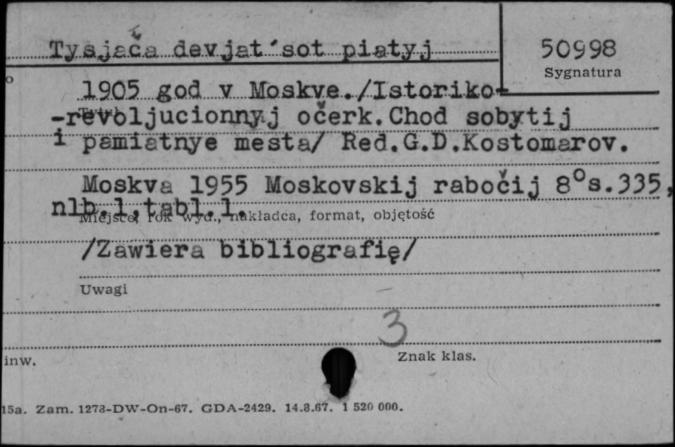 Tysjača devjat'sot piatyj
50998
Sygnatura
1905 god v Moskve./Istoriko-
-revoljucionnyj očerk.Chod sobytij
i pamiatnye mesta/ Red.G.D.Kostomarov.
Moskva 1955 Moskovskij rabočij 8°s.335,
nlb.1,tabl.1.
Miejsce, rok wyd., nakładca, format, objętość
/Zawiera bibliografię/
Uwagi
3
inw.
Znak klas.
15a. Zam. 1273-DW-On-67. GDA-2429. 14.8.67. 1 520 000.